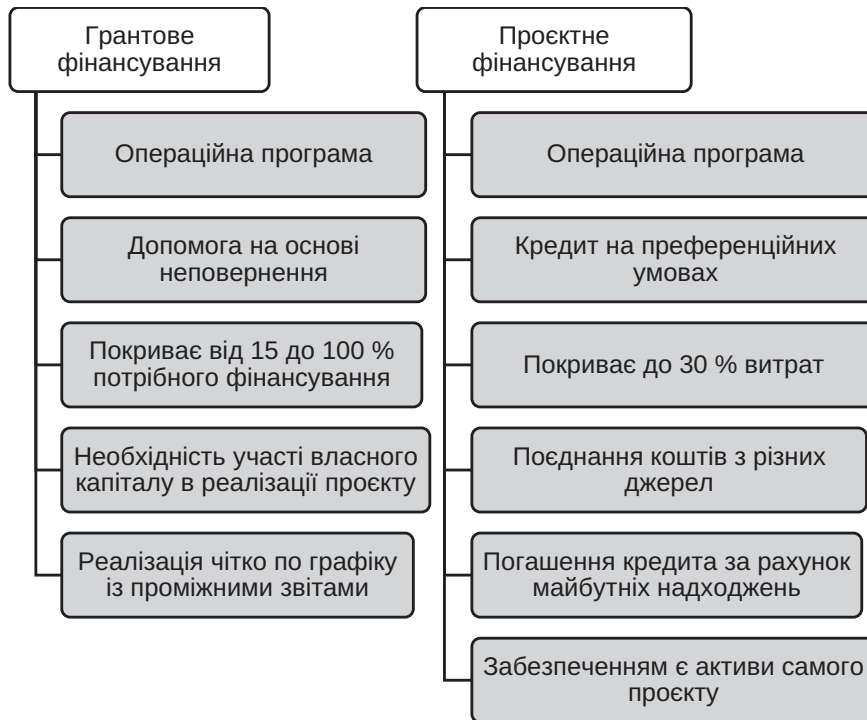 Грантове
фінансування
Операційна програма
Допомога на основі
неповернення
Покриває від 15 до 100 %
потрібного фінансування
Необхідність участі власного
капіталу в реалізації проєкту
Реалізація чітко по графіку
із проміжними звітами
Проєктне
фінансування
Операційна програма
Кредит на преференційних
умовах
Покриває до 30 % витрат
Поєднання коштів з різних
джерел
Погашення кредита за рахунок
майбутніх надходжень
Забезпеченням є активи самого
проєкту